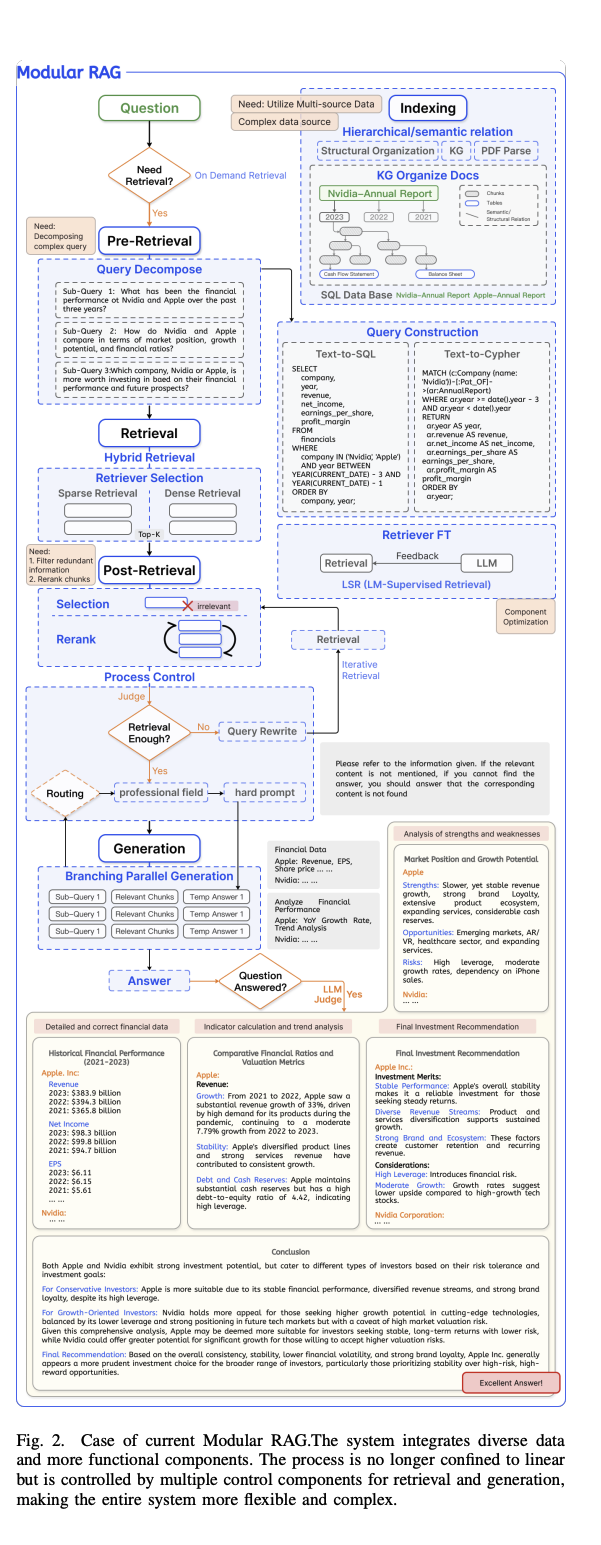 Modular RAG
Question
Need
Retrieval?
On Demand Retrieval
Yes
Need:
Decomposing
complex query
Pre-Retrieval
Query Decompose
Sub-Query 1: What has been the financial
performance at Nvidia and Apple over the past
three years?
Sub-Query 2: How do Nvidia and Apple
compare in terms of market position, growth
potential, and financial ratios?
Sub-Query 3:Which company, Nvidia or Apple, is
more worth investing in baed on their financial
performance and future prospects?
Need: Utilize Multi-source Data
Complex data source
Indexing
Hierarchical/semantic relation
Structural Organization
KG
PDF Parse
KG Organize Docs
Nvidia-Annual Report
2023
2022
2021
Chunks
Tables
Semantic/
Structural Relation
Cash Flow Statement
Balance Sheet
SQL Data Base
Nvidia-Annual Report
Apple-Annual Report
Query Construction
Text-to-SQL
SELECT
company,
year,
revenue,
net_income,
earnings_per_share,
profit_margin
FROM
financials
WHERE
company IN ('Nvidia', 'Apple')
AND year BETWEEN
YEAR(CURRENT_DATE) - 3 AND
YEAR(CURRENT_DATE) - 1
ORDER BY
company, year;
Text-to-Cypher
MATCH (c:Company {name:
'Nvidia'})-[:Pat_OF]-
>(ar:AnnualReport)
WHERE ar.year >= date().year - 3
AND ar.year < date().year
RETURN
ar.year AS year,
ar.revenue AS revenue,
ar.net_income AS net_income,
ar.earnings_per_share AS
earnings_per_share,
ar.profit_margin AS
profit_margin
ORDER BY
ar.year;
Retrieval
Hybrid Retrieval
Retriever Selection
Sparse Retrieval
Dense Retrieval
Top-K
Retriever FT
Retrieval
Feedback
LLM
LSR (LM-Supervised Retrieval)
Component
Optimization
Need:
1. Filter redundant
information
2. Rerank chunks
Post-Retrieval
Selection
irrelevant
Rerank
Retrieval
Iterative
Retrieval
Process Control
Judge
Retrieval
Enough?
No
Query Rewrite
Yes
Routing
professional field
hard prompt
Please refer to the information given. If the relevant
content is not mentioned, if you cannot find the
answer, you should answer that the corresponding
content is not found
Generation
Branching Parallel Generation
Sub-Query 1
Relevant Chunks
Temp Answer 1
Sub-Query 1
Relevant Chunks
Temp Answer 1
Sub-Query 1
Relevant Chunks
Temp Answer 1
Financial Data
Apple: Revenue, EPS,
Share price ... ...
Nvidia: ... ...
Analyze Financial
Performance
Apple: YoY Growth Rate,
Trend Analysis
Nvidia: ... ...
Answer
Question
Answered?
LLM
Judge
Yes
Analysis of strengths and weaknesses
Market Position and Growth Potential
Apple
Strengths: Slower, yet stable revenue
growth, strong brand Loyalty,
extensive product ecosystem,
expanding services, considerable cash
reserves.
Opportunities: Emerging markets, AR/
VR, healthcare sector, and expanding
services.
Risks: High leverage, moderate
growth rates, dependency on iPhone
sales.
Nvidia:
... ...
Detailed and correct financial data
Historical Financial Performance
(2021-2023)
Apple. Inc:
Revenue
2023: $383.9 billion
2022: $394.3 billion
2021: $365.8 billion
Net Income
2023: $98.3 billion
2022: $99.8 billion
2021: $94.7 billion
EPS
2023: $6.11
2022: $6.15
2021: $5.61
... ...
Nvidia:
... ...
Indicator calculation and trend analysis
Comparative Financial Ratios and
Valuation Metrics
Apple:
Revenue:
Growth: From 2021 to 2022, Apple saw a
substantial revenue growth of 33%, driven
by high demand for its products during the
pandemic, continuing to a moderate
7.79% growth from 2022 to 2023.
Stability: Apple's diversified product lines
and strong services revenue have
contributed to consistent growth.
Debt and Cash Reserves: Apple maintains
substantial cash reserves but has a high
debt-to-equity ratio of 4.42, indicating
high leverage.
Final Investment Recommendation
Final Investment Recommendation
Apple Inc.:
Investment Merits:
Stable Performance: Apple's overall stability
makes it a reliable investment for those
seeking steady returns.
Diverse Revenue Streams: Product and
services diversification supports sustained
growth.
Strong Brand and Ecosystem: These factors
create customer retention and recurring
revenue.
Considerations:
High Leverage: Introduces financial risk.
Moderate Growth: Growth rates suggest
lower upside compared to high-growth tech
stocks.
Nvidia Corporation:
... ...
Conclusion
Both Apple and Nvidia exhibit strong investment potential, but cater to different types of investors based on their risk tolerance and
investment goals:
For Conservative Investors: Apple is more suitable due to its stable financial performance, diversified revenue streams, and strong brand
loyalty, despite its high leverage.
For Growth-Oriented Investors: Nvidia holds more appeal for those seeking higher growth potential in cutting-edge technologies,
balanced by its lower leverage and strong positioning in future tech markets but with a caveat of high market valuation risk.
Given this comprehensive analysis, Apple may be deemed more suitable for investors seeking stable, long-term returns with lower risk,
while Nvidia could offer greater potential for significant growth for those willing to accept higher valuation risks.
Final Recommendation: Based on the overall consistency, stability, lower financial volatility, and strong brand loyalty, Apple Inc. generally
appears a more prudent investment choice for the broader range of investors, particularly those prioritizing stability over high-risk, high-
reward opportunities.
Excellent Answer!
Fig. 2. Case of current Modular RAG.The system integrates diverse data
and more functional components. The process is no longer confined to linear
but is controlled by multiple control components for retrieval and generation,
making the entire system more flexible and complex.